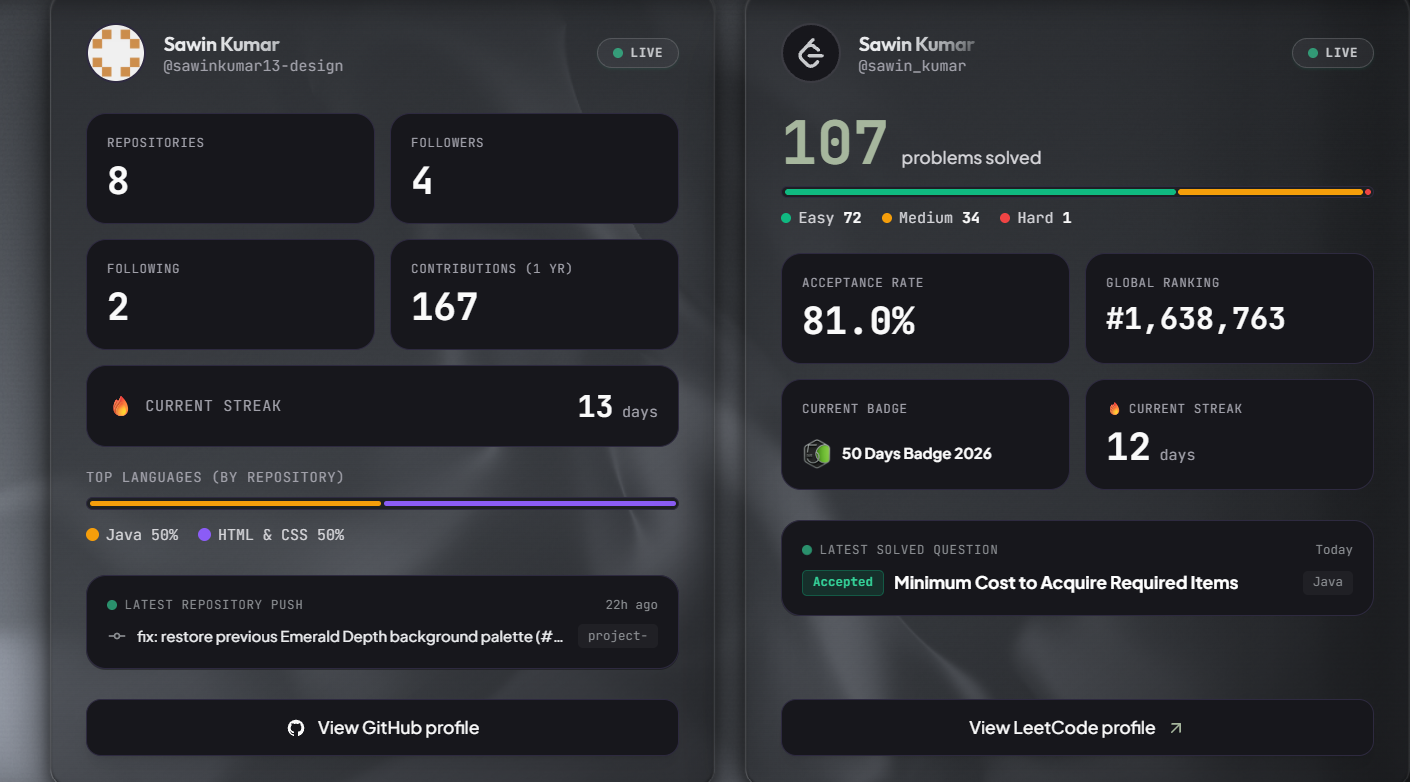 Sawin Kumar
@sawinkumar13-design
LIVE
REPOSITORIES
8
FOLLOWERS
4
FOLLOWING
2
CONTRIBUTIONS (1 YR)
167
CURRENT STREAK
13 days
TOP LANGUAGES (BY REPOSITORY)
Java 50% HTML & CSS 50%
LATEST REPOSITORY PUSH 22h ago
fix: restore previous Emerald Depth background palette (#… project-
View GitHub profile
Sawin Kumar
@sawin_kumar
LIVE
107 problems solved
Easy 72 Medium 34 Hard 1
ACCEPTANCE RATE
81.0%
GLOBAL RANKING
#1,638,763
CURRENT BADGE
50 Days Badge 2026
CURRENT STREAK
12 days
LATEST SOLVED QUESTION Today
Accepted Minimum Cost to Acquire Required Items Java
View LeetCode profile